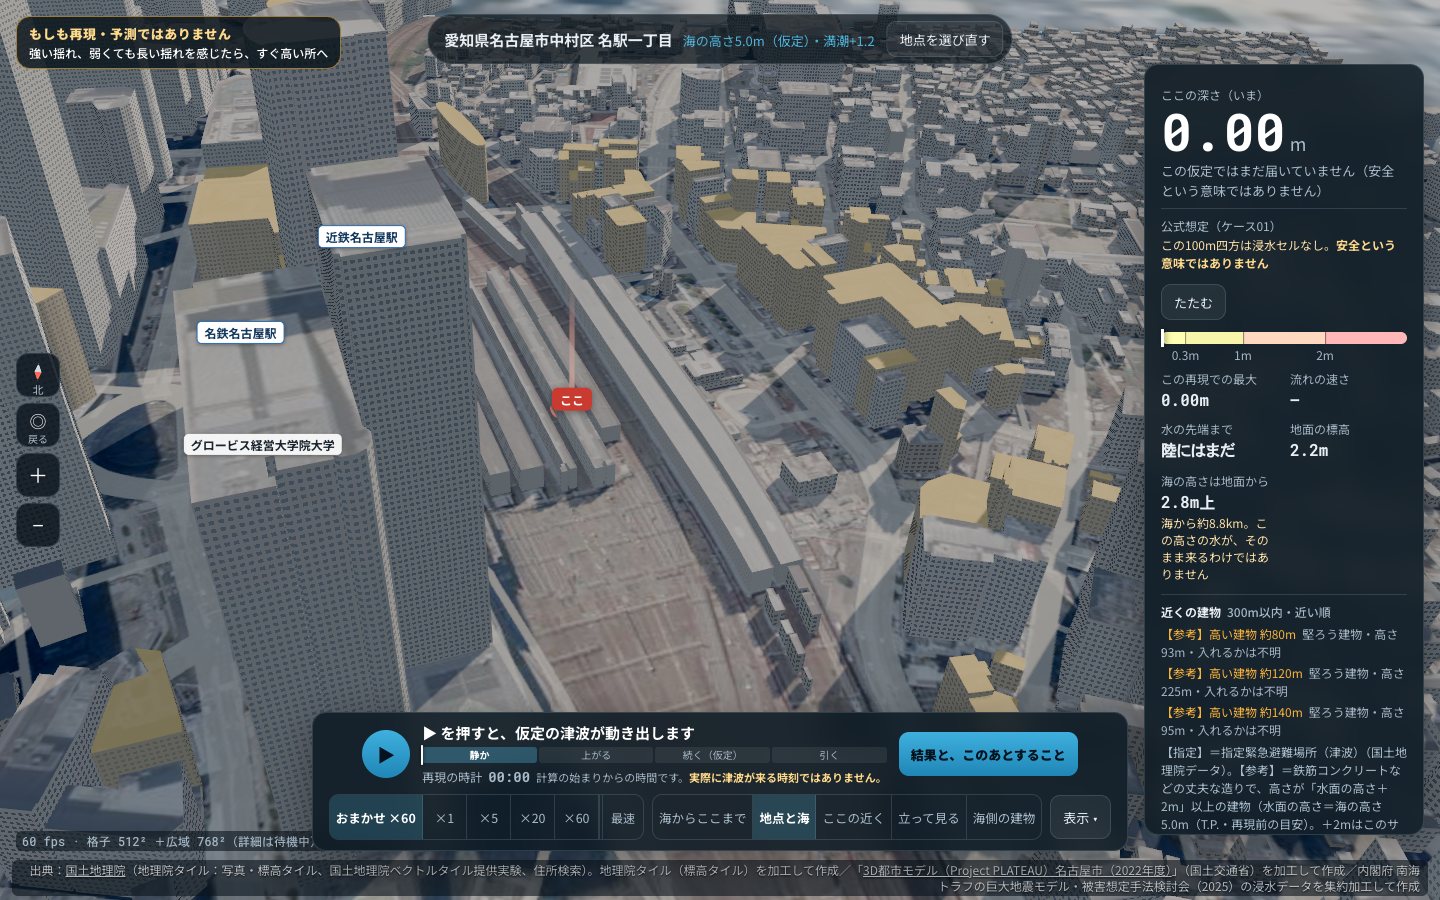 もしも再現・予測ではありません
強い揺れ、弱くても長い揺れを感じたら、すぐ高い所へ
愛知県名古屋市中村区 名駅一丁目 海の高さ5.0m（仮定）・満潮+1.2 地点を選び直す
ここの深さ（いま）
0.00 m
この仮定ではまだ届いていません（安全
という意味ではありません）
公式想定（ケース01）
この100m四方は浸水セルなし。安全という
意味ではありません
たたむ
0.3m 1m 2m
この再現での最大 流れの速さ
0.00m —
水の先端まで 地面の標高
陸にはまだ 2.2m
海の高さは地面から
2.8m上
海から約8.8km。こ
の高さの水が、その
まま来るわけではあ
りません
近くの建物 300m以内・近い順
【参考】高い建物 約80m 堅ろう建物・高さ
93m・入れるかは不明
【参考】高い建物 約120m 堅ろう建物・高さ
225m・入れるかは不明
【参考】高い建物 約140m 堅ろう建物・高さ
95m・入れるかは不明
【指定】＝指定緊急避難場所（津波）（国土地
理院データ）。【参考】＝鉄筋コンクリートな
どの丈夫な造りで、高さが「水面の高さ＋
2m」以上の建物（水面の高さ＝海の高さ
5.0m（T.P.・再現前の目安）。＋2mはこのサ
近鉄名古屋駅
名鉄名古屋駅
ここ
グロービス経営大学院大学
北
戻る
＋
−
▶ を押すと、仮定の津波が動き出します
静か 上がる 続く（仮定） 引く
再現の時計 00:00 計算の始まりからの時間です。実際に津波が来る時刻ではありません。
結果と、このあとすること
おまかせ ×60 ×1 ×5 ×20 ×60 最速 海からここまで 地点と海 ここの近く 立って見る 海側の建物 表示 ▾
60 fps · 格子 512² ＋広域 768²（詳細は待機中
出典：国土地理院（地理院タイル：写真・標高タイル、国土地理院ベクトルタイル提供実験、住所検索）。地理院タイル（標高タイル）を加工して作成／「3D都市モデル（Project PLATEAU）名古屋市（2022年度）」（国土交通省）を加工して作成／内閣府 南海
トラフの巨大地震モデル・被害想定手法検討会（2025）の浸水データを集約加工して作成